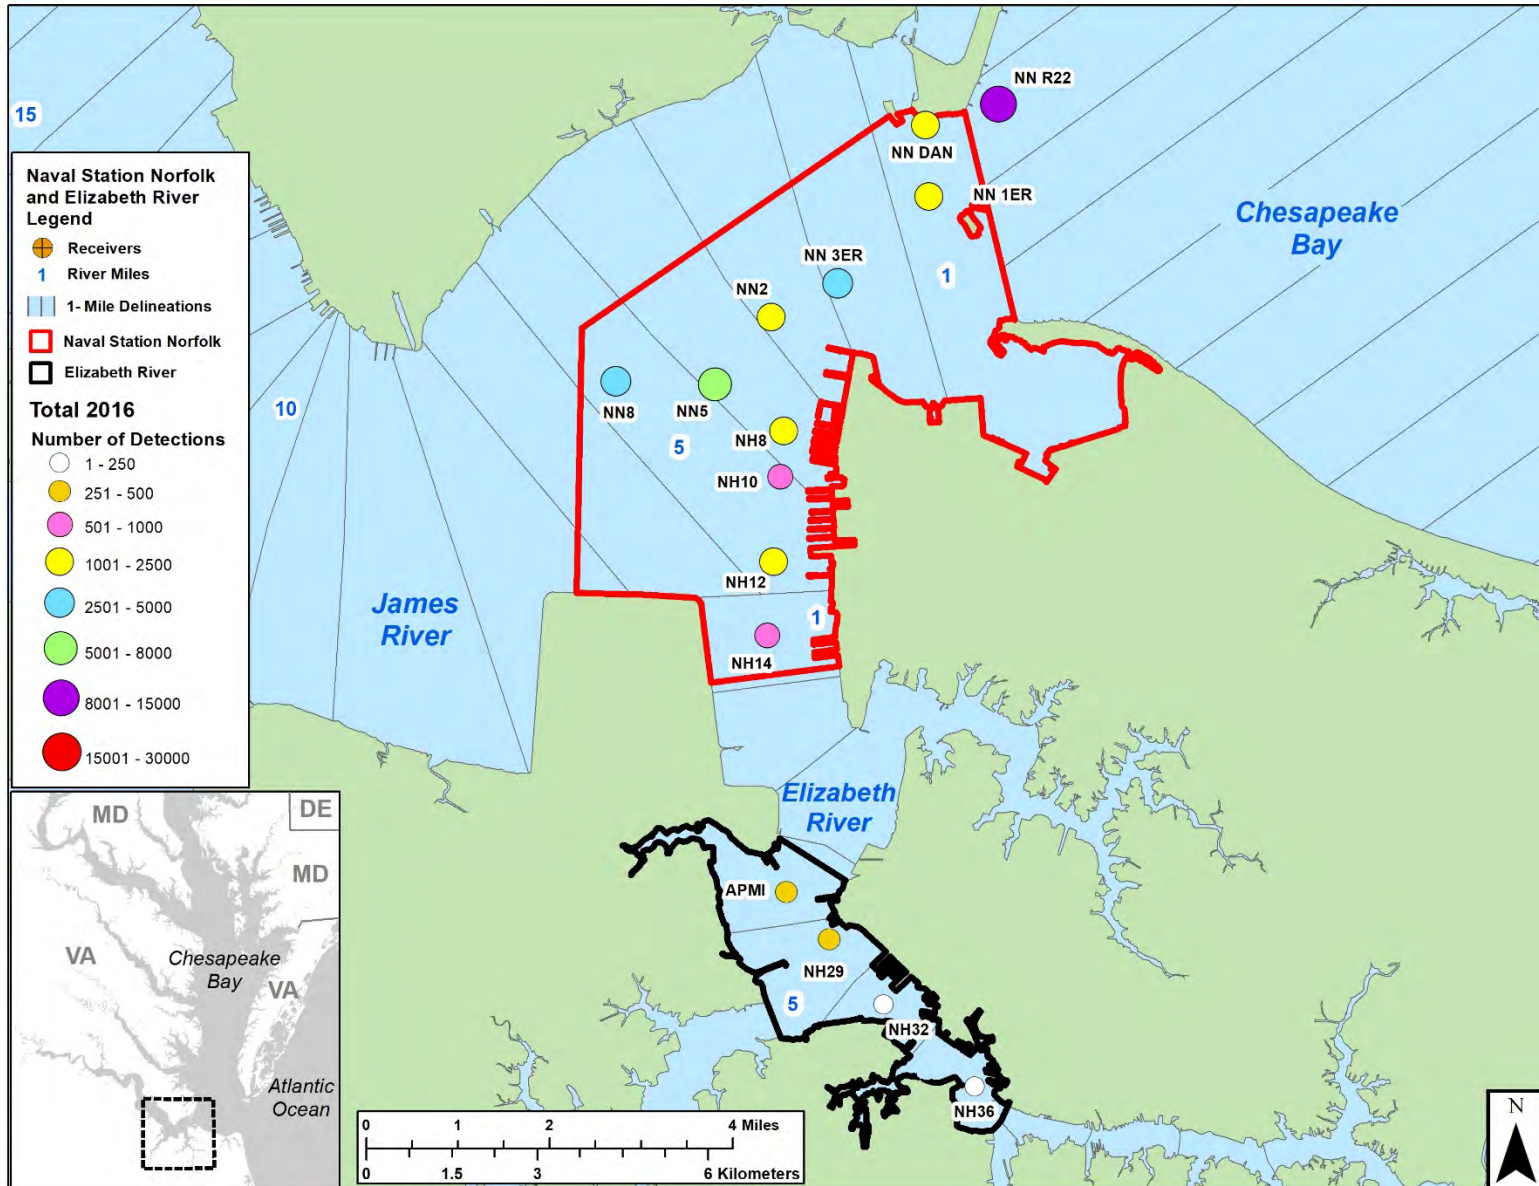 15
NN R22
NN DAN
NN 1ER
Chesapeake
Bay
NN 3ER
1
NN2
NN8
NN5
10
NH8
5
NH10
NH12
James
River
1
NH14
Elizabeth
River
APMI
NH29
5
NH32
NH36
Naval Station Norfolk
and Elizabeth River
Legend
Receivers
1 River Miles
1- Mile Delineations
Naval Station Norfolk
Elizabeth River
Total 2016
Number of Detections
1 - 250
251 - 500
501 - 1000
1001 - 2500
2501 - 5000
5001 - 8000
8001 - 15000
15001 - 30000
MD
DE
MD
VA
Chesapeake
Bay
VA
Atlantic
Ocean
0 1 2 4 Miles
0 1.5 3 6 Kilometers
N